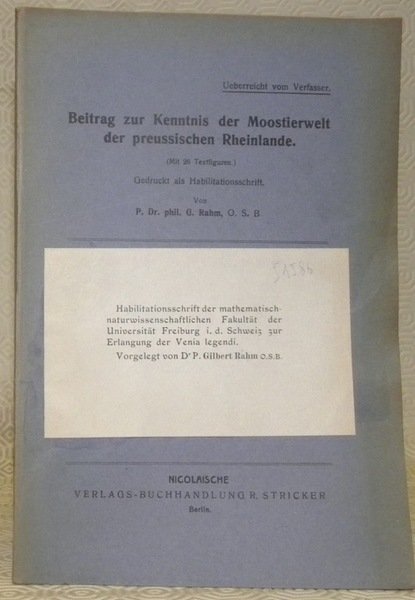 Ueberreicht vom Verfasser.
Beitrag zur Kenntnis der Moostierwelt
der preussischen Rheinlande.
(Mit 26 Textfiguren.)
Gedruckt als Habilitationsschrift.
Von
P. Dr. phil. G. Rahm, O. S. B
Habilitationsschrift der mathematisch-
naturwissenschaftlichen Fakultät der
Universität Freiburg i. d. Schweiz zur
Erlangung der Venia legendi.
Vorgelegt von Dr P. Gilbert Rahm O.S.B.
NICOLAISCHE
VERLAGS-BUCHHANDLUNG R. STRICKER
Berlin.